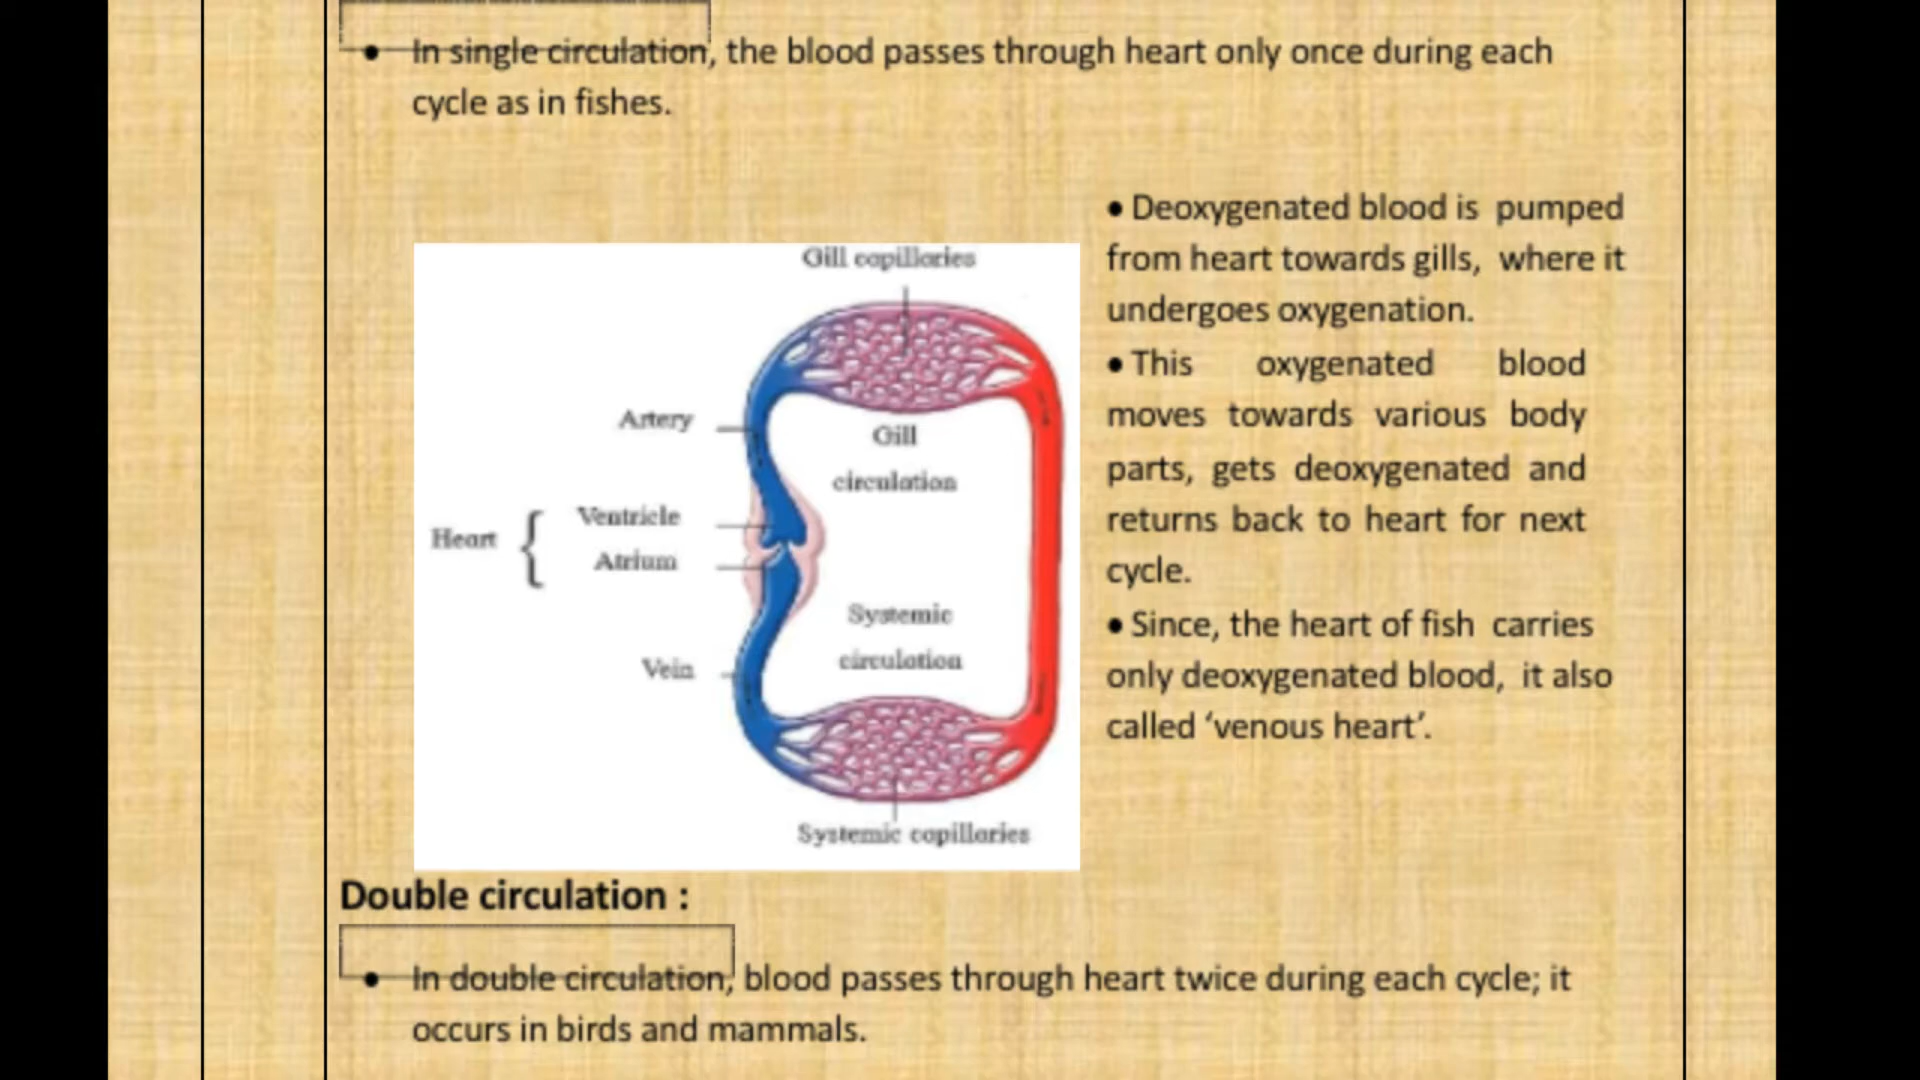 • In single circulation, the blood passes through heart only once during each
cycle as in fishes.
• Deoxygenated blood is pumped
from heart towards gills, where it
undergoes oxygenation.
• This oxygenated blood
moves towards various body
parts, gets deoxygenated and
returns back to heart for next
cycle.
• Since, the heart of fish carries
only deoxygenated blood, it also
called ‘venous heart’.
Gill capillaries
Artery
Gill
circulation
Ventricle
Heart {
Atrium
Systemic
circulation
Vein
Systemic capillaries
Double circulation :
• In double circulation, blood passes through heart twice during each cycle; it
occurs in birds and mammals.